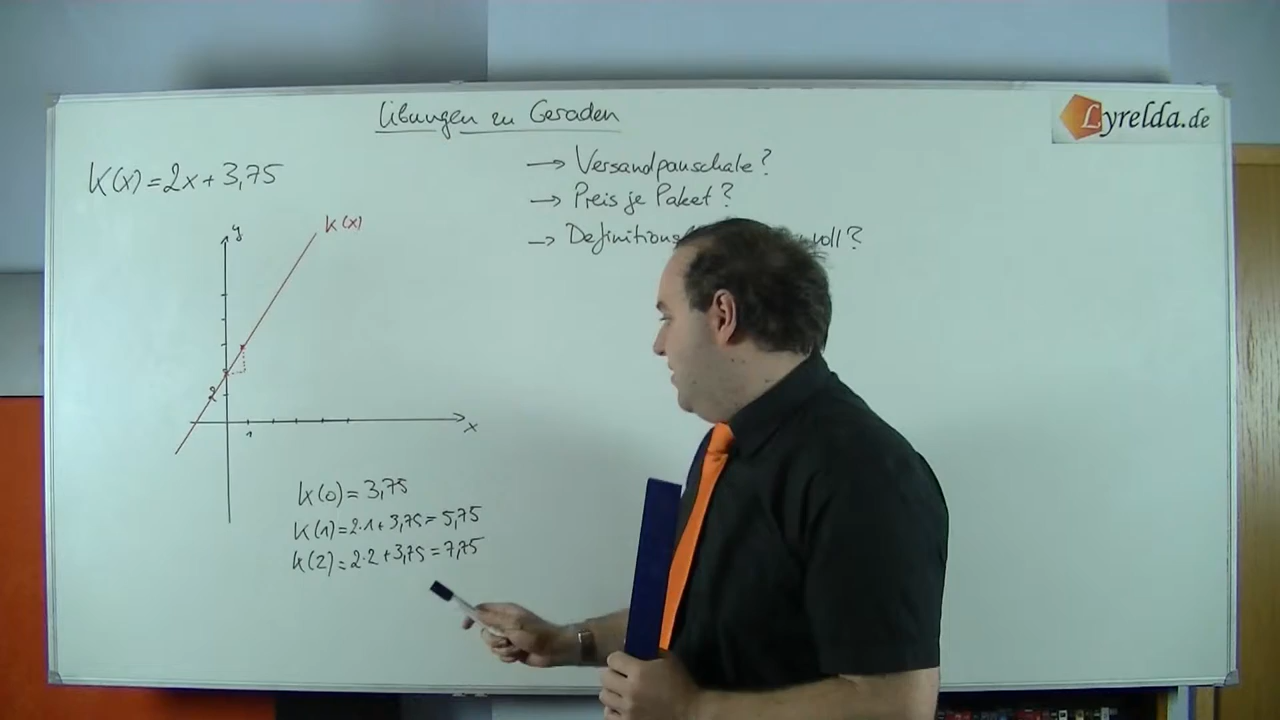 Übungen zu Geraden
Lyrelda.de
K(x)=2x+3,75
→ Versandpauschale?
→ Preis je Paket?
→ Definitions voll?
y
K(x)
2
1
x
K(0)=3,75
K(1)=2·1+3,75=5,75
K(2)=2·2+3,75=7,75